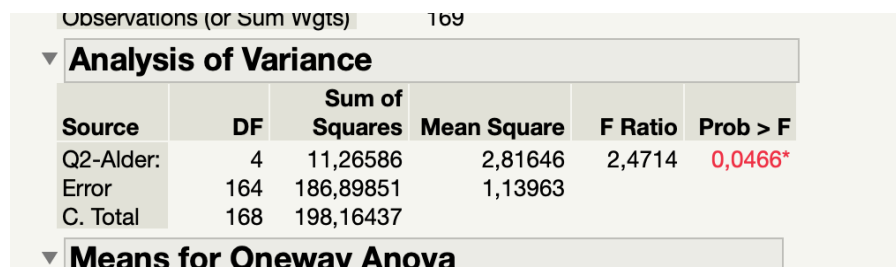 Observations (or Sum Wgts) 169
Analysis of Variance
Sum of
Source DF Squares Mean Square F Ratio Prob > F
Q2-Alder: 4 11,26586 2,81646 2,4714 0,0466*
Error 164 186,89851 1,13963
C. Total 168 198,16437
Means for Oneway Anova